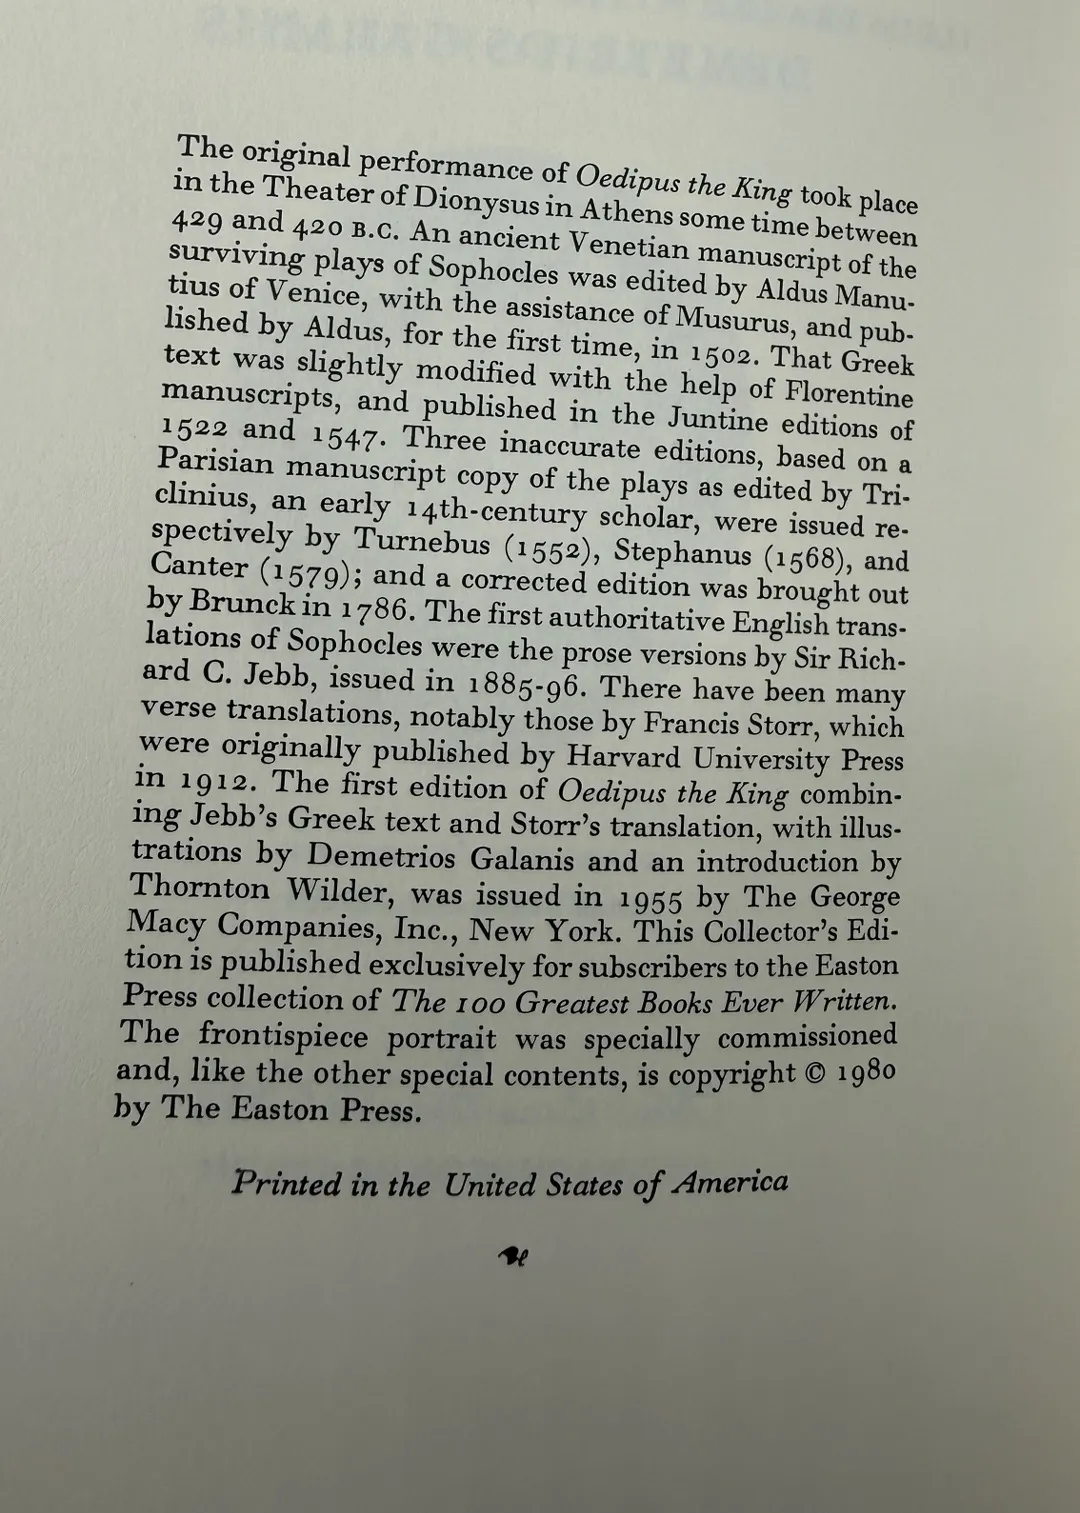 The original performance of Oedipus the King took place
in the Theater of Dionysus in Athens some time between
429 and 420 B.C. An ancient Venetian manuscript of the
surviving plays of Sophocles was edited by Aldus Manu-
tius of Venice, with the assistance of Musurus, and pub-
lished by Aldus, for the first time, in 1502. That Greek
text was slightly modified with the help of Florentine
manuscripts, and published in the Juntine editions of
1522 and 1547. Three inaccurate editions, based on a
Parisian manuscript copy of the plays as edited by Tri-
clinius, an early 14th-century scholar, were issued re-
spectively by Turnebus (1552), Stephanus (1568), and
Canter (1579); and a corrected edition was brought out
by Brunck in 1786. The first authoritative English trans-
lations of Sophocles were the prose versions by Sir Rich-
ard C. Jebb, issued in 1885-96. There have been many
verse translations, notably those by Francis Storr, which
were originally published by Harvard University Press
in 1912. The first edition of Oedipus the King combin-
ing Jebb's Greek text and Storr's translation, with illus-
trations by Demetrios Galanis and an introduction by
Thornton Wilder, was issued in 1955 by The George
Macy Companies, Inc., New York. This Collector's Edi-
tion is published exclusively for subscribers to the Easton
Press collection of The 100 Greatest Books Ever Written.
The frontispiece portrait was specially commissioned
and, like the other special contents, is copyright © 1980
by The Easton Press.
Printed in the United States of America